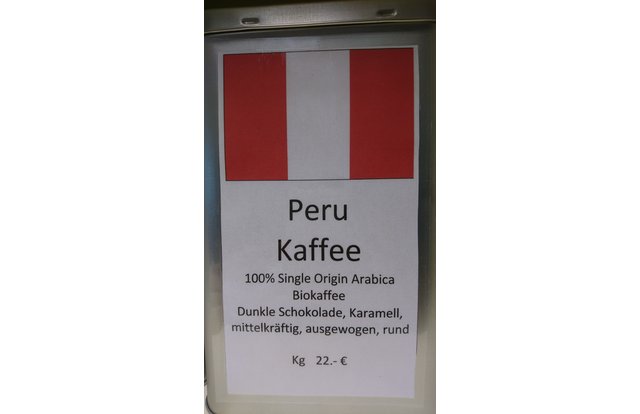 Peru
Kaffee
100% Single Origin Arabica
Biokaffee
Dunkle Schokolade, Karamell,
mittelkräftig, ausgewogen, rund
Kg 22.- €